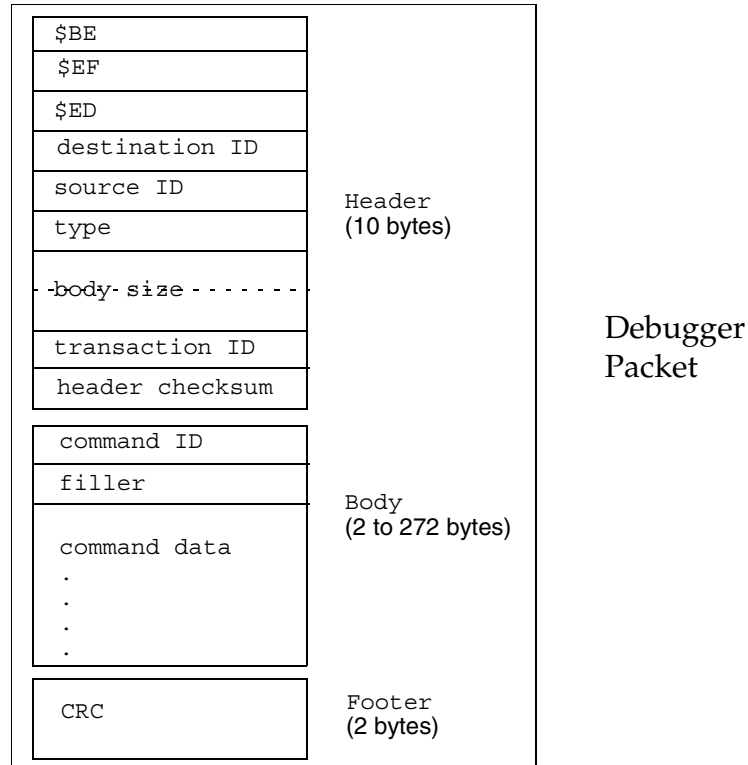 $BE
$EF
$ED
destination ID
source ID
type
body size
transaction ID
header checksum
Header
(10 bytes)
command ID
filler
command data
.
.
.
.
Body
(2 to 272 bytes)
CRC
Footer
(2 bytes)
Debugger
Packet